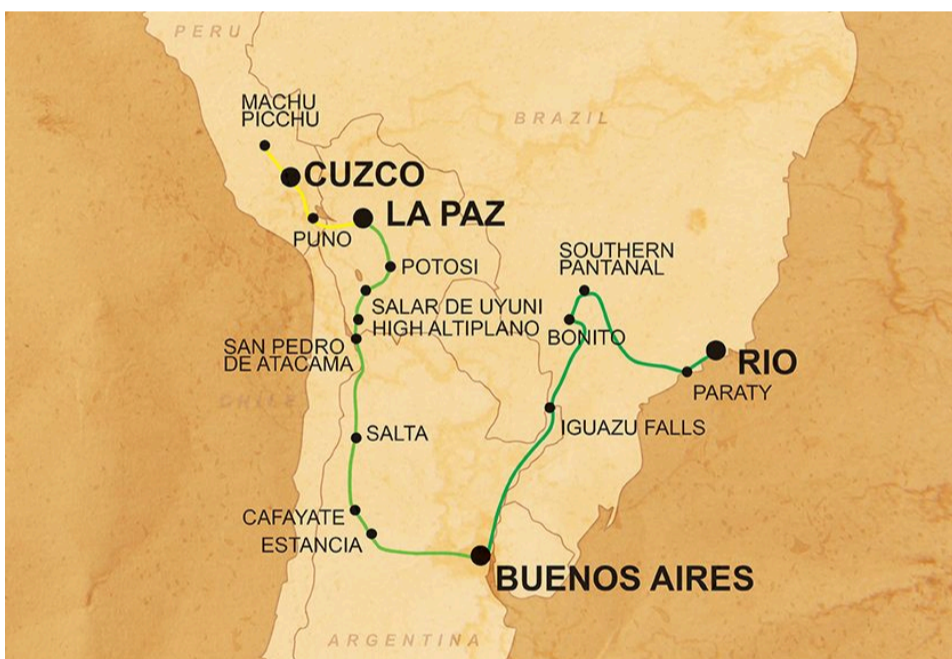 PERU
MACHU
PICCHU
BRAZIL
CUZCO
LA PAZ
PUNO
SOUTHERN
PANTANAL
POTOSI
SALAR DE UYUNI
HIGH ALTIPLANO
BONITO
SAN PEDRO
DE ATACAMA
RIO
PARATY
CHILE
IGUAZU FALLS
SALTA
CAFAYATE
ESTANCIA
BUENOS AIRES
ARGENTINA